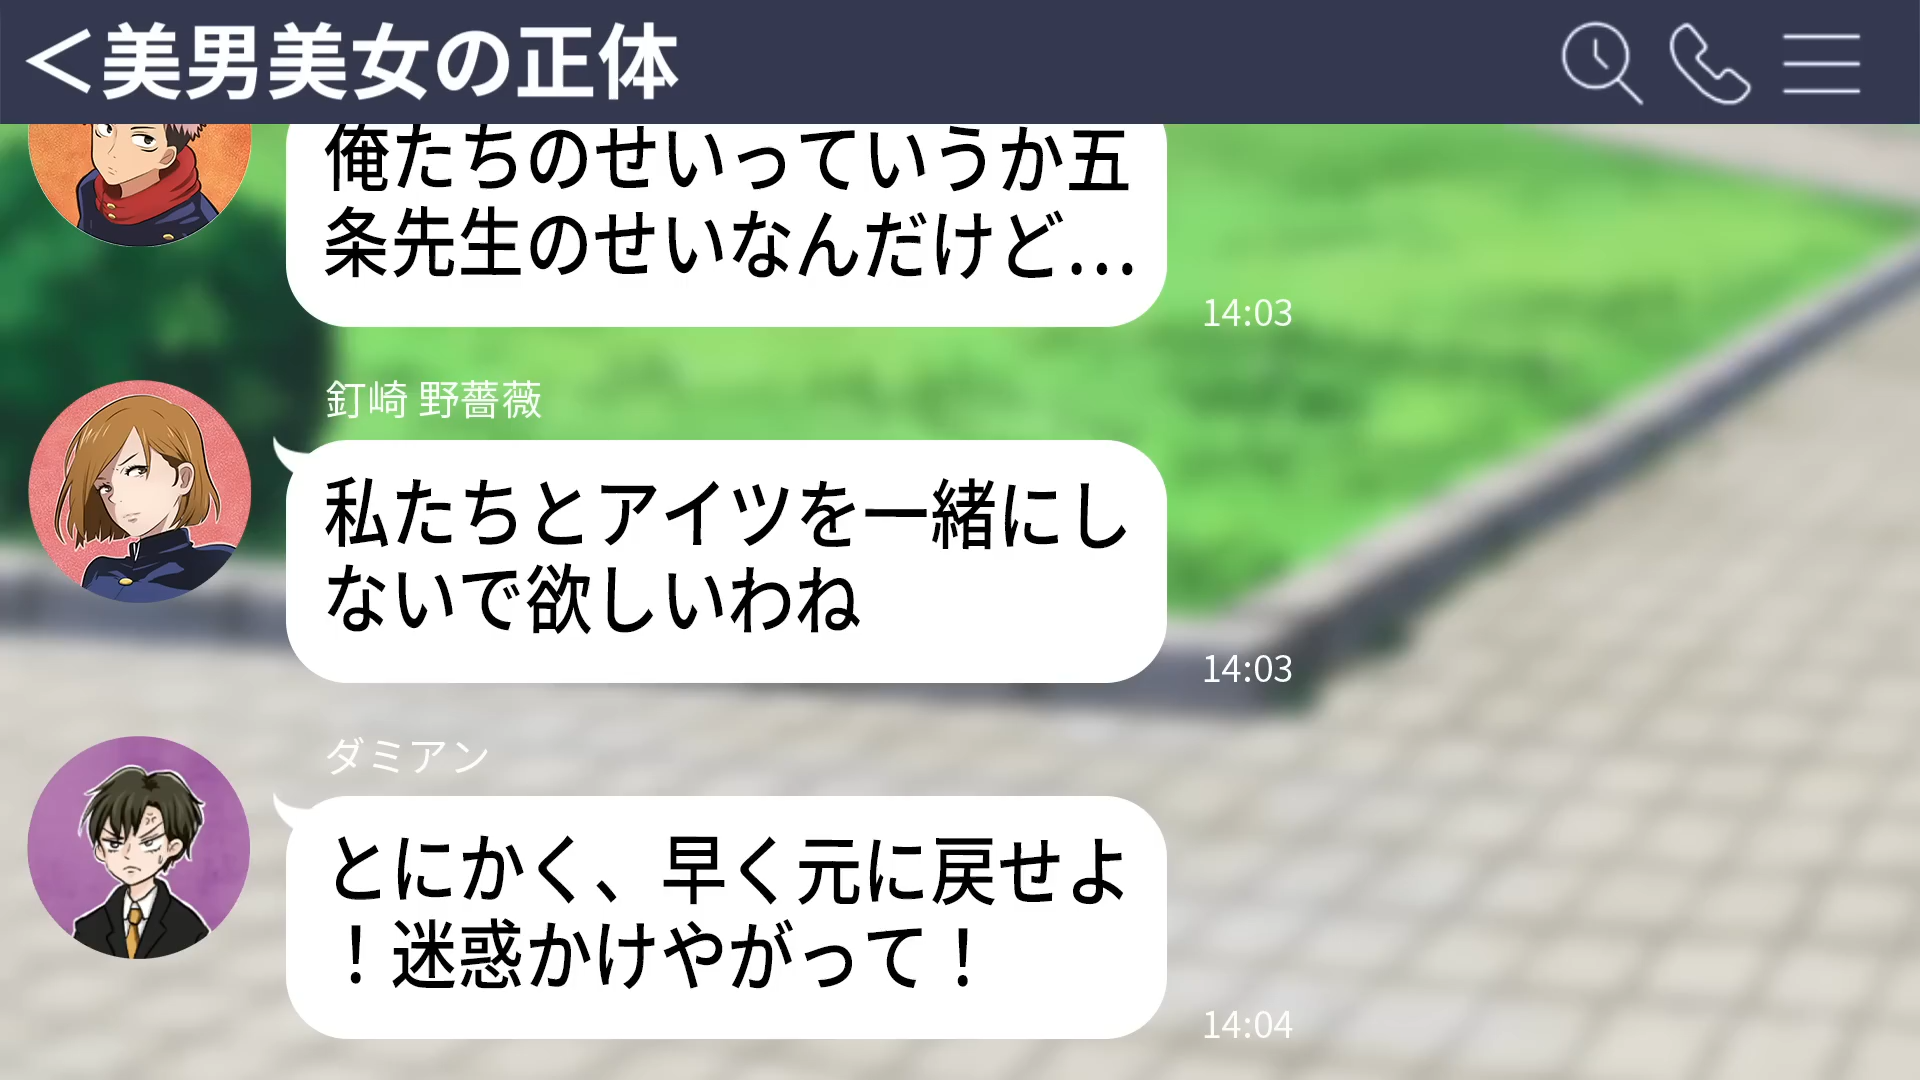 ＜美男美女の正体
俺たちのせいっていうか五
条先生のせいなんだけど…
14:03
釘崎 野薔薇
私たちとアイツを一緒にし
ないで欲しいわね
14:03
ダミアン
とにかく、早く元に戻せよ
！迷惑かけやがって！
14:04